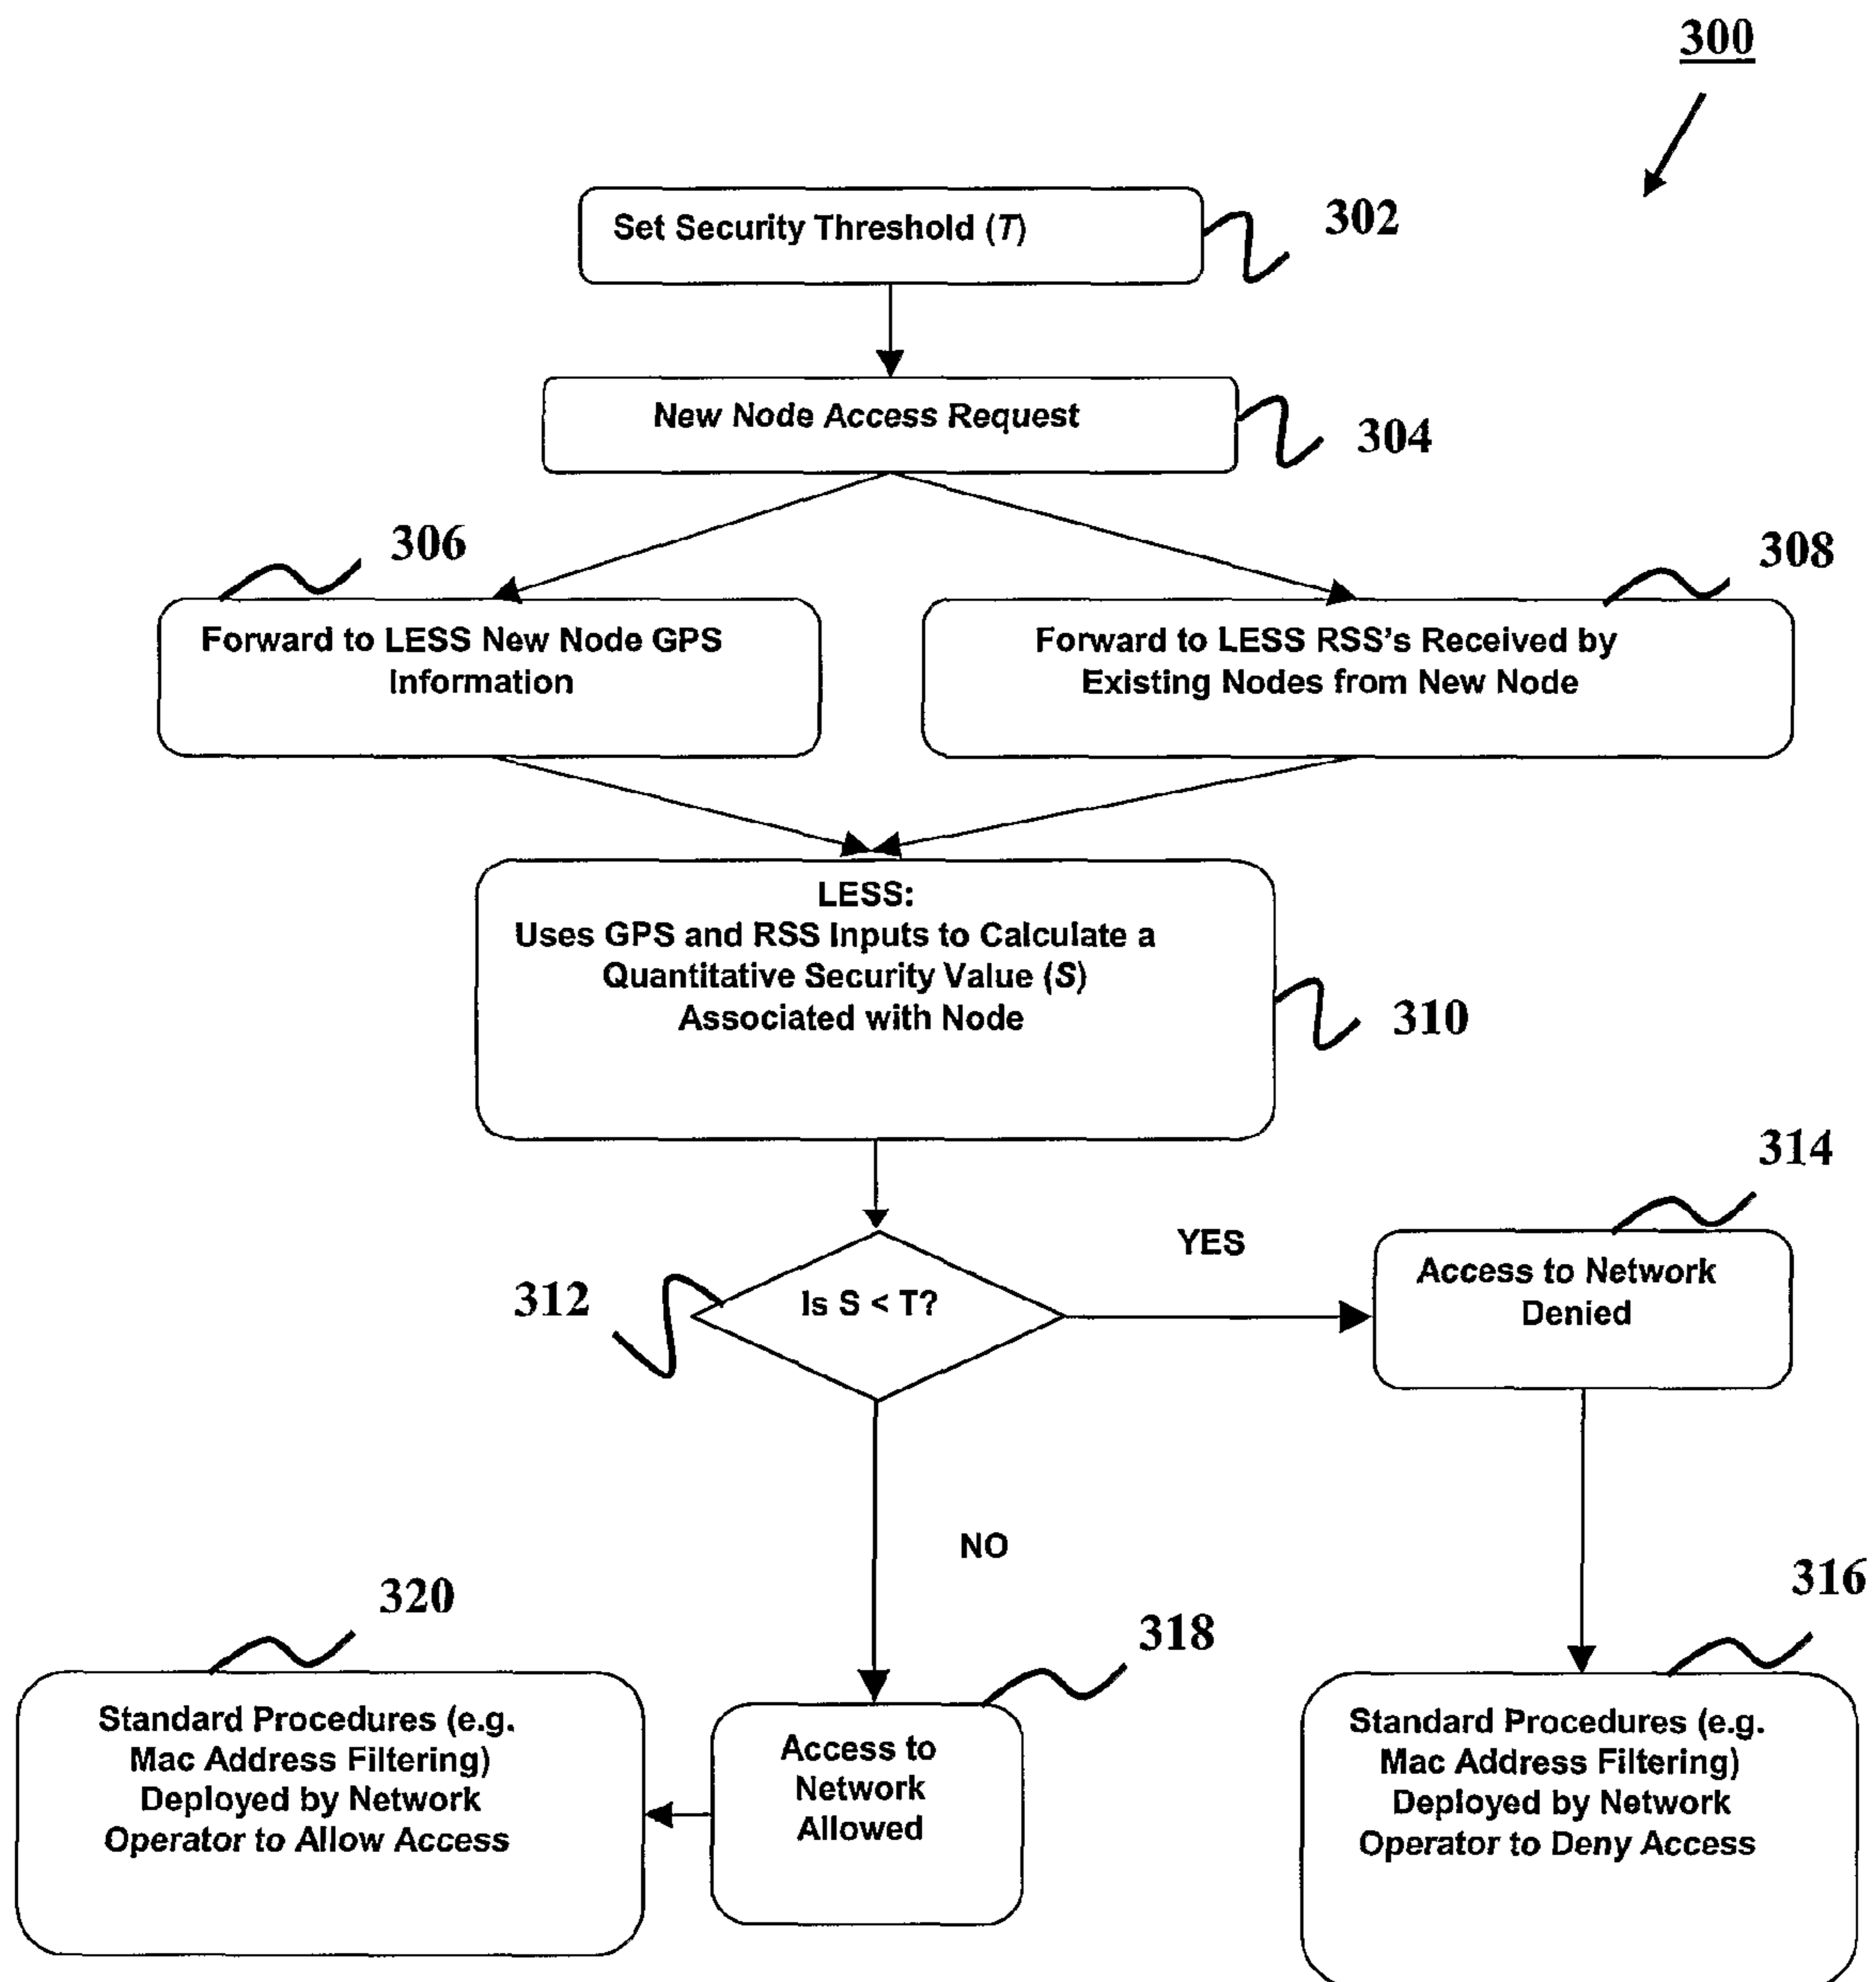 300
Set Security Threshold (T)
302
New Node Access Request
304
306
308
Forward to LESS New Node GPS
Information
Forward to LESS RSS's Received by
Existing Nodes from New Node
LESS:
Uses GPS and RSS Inputs to Calculate a
Quantitative Security Value (S)
Associated with Node
310
314
YES
Access to Network
Denied
312
Is S < T?
NO
320
318
316
Standard Procedures (e.g.
Mac Address Filtering)
Deployed by Network
Operator to Allow Access
Access to
Network
Allowed
Standard Procedures (e.g.
Mac Address Filtering)
Deployed by Network
Operator to Deny Access